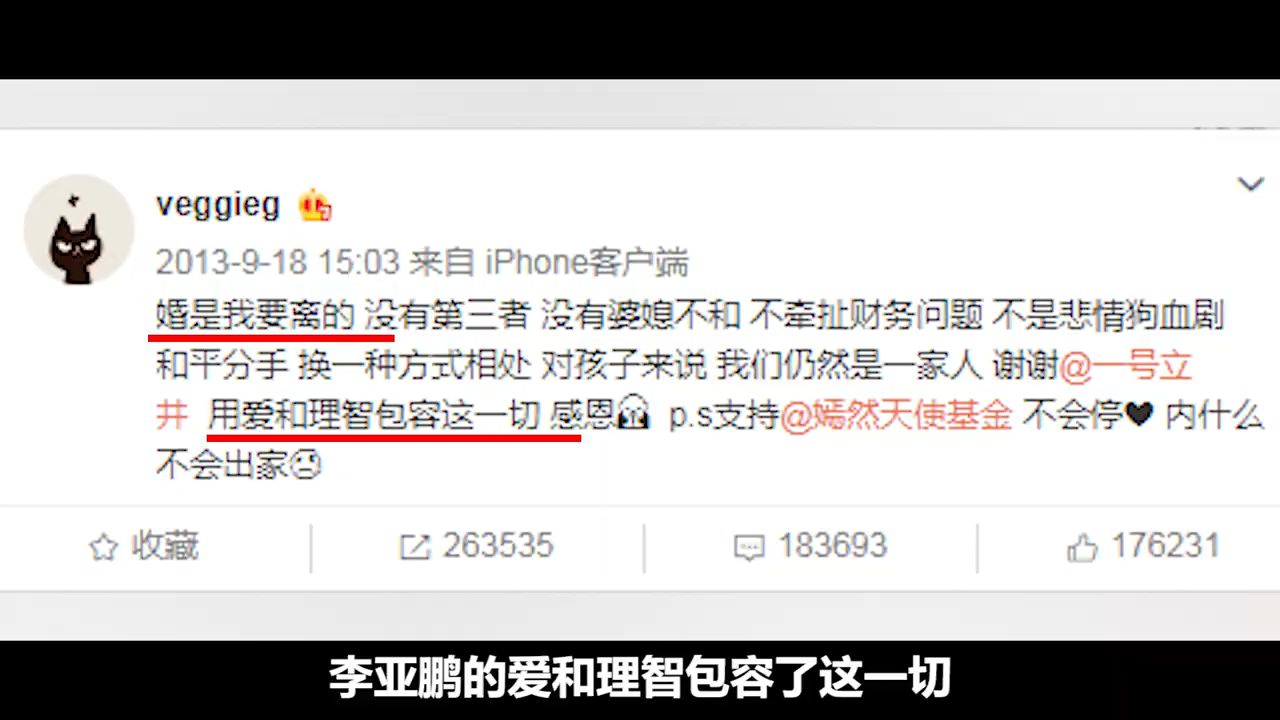 veggieg
2013-9-18 15:03 来自 iPhone客户端
婚是我要离的 没有第三者 没有婆媳不和 不牵扯财务问题 不是悲情狗血剧
和平分手 换一种方式相处 对孩子来说 我们仍然是一家人 谢谢@一号立
井 用爱和理智包容这一切 感恩 p.s支持@嫣然天使基金 不会停♥ 内什么
不会出家
收藏
263535
183693
176231
李亚鹏的爱和理智包容了这一切